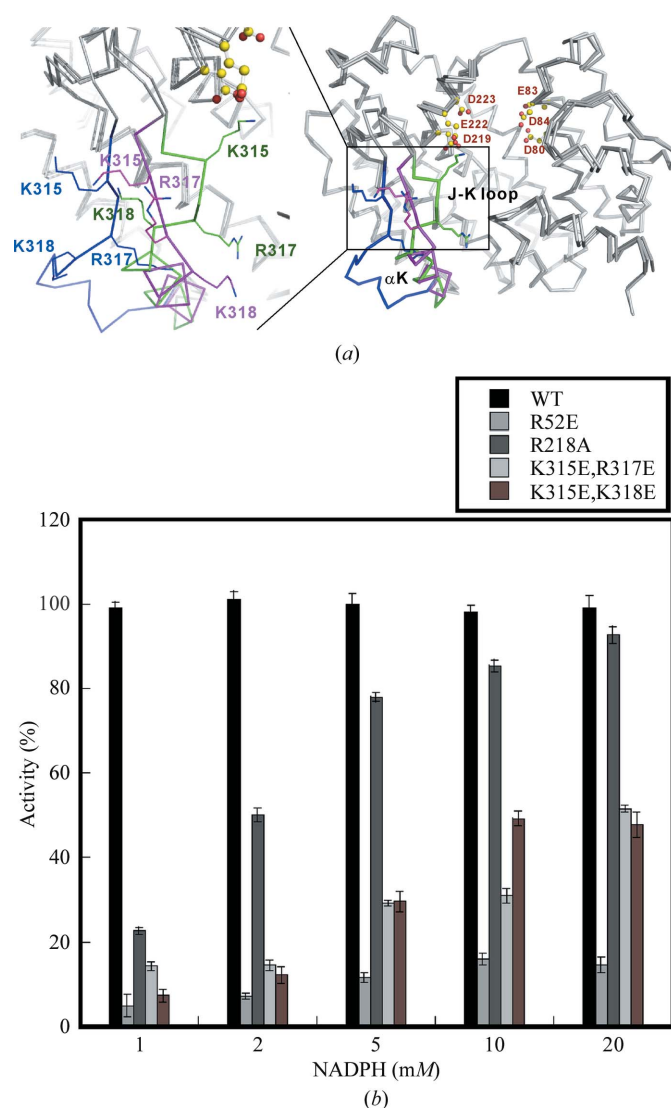 K315
K315
K315
R317
K318
K318
R317
R317
K318
D223
E83
E222
D84
D219
D80
J-K loop
αK
(a)
WT
R52E
R218A
K315E,R317E
K315E,K318E
120
100
80
60
40
20
0
Activity (%)
1 2 5 10 20
NADPH (mM)
(b)